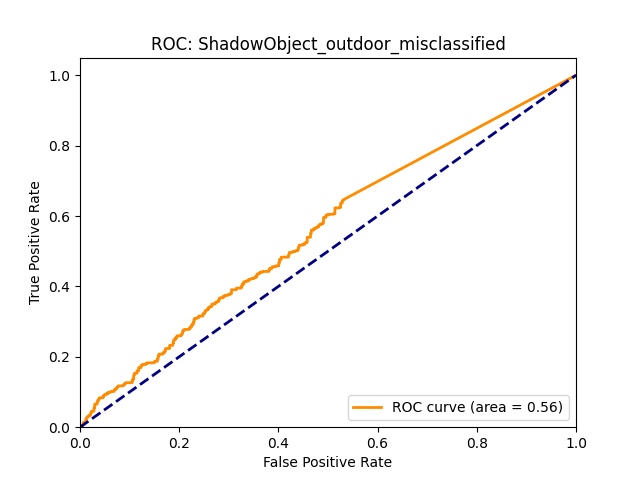 ROC: ShadowObject_outdoor_misclassified
True Positive Rate
1.0
0.8
0.6
0.4
0.2
0.0
ROC curve (area = 0.56)
0.0 0.2 0.4 0.6 0.8 1.0
False Positive Rate